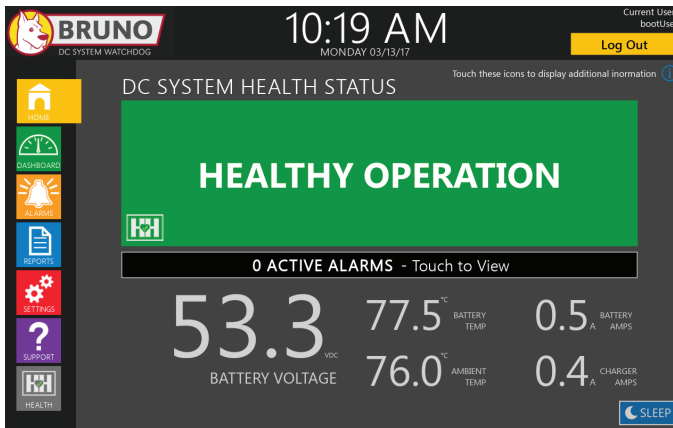 BRUNO
DC SYSTEM WATCHDOG
10:19 AM
MONDAY 03/13/17
Current User
bootUse
Log Out
Touch these icons to display additional inormation
DC SYSTEM HEALTH STATUS
HOME
DASHBOARD
ALARMS
REPORTS
SETTINGS
SUPPORT
HEALTH
HEALTHY OPERATION
0 ACTIVE ALARMS - Touch to View
53.3 VDC
BATTERY VOLTAGE
77.5 °C BATTERY TEMP
0.5 A BATTERY AMPS
76.0 °C AMBIENT TEMP
0.4 A CHARGER AMPS
SLEEP